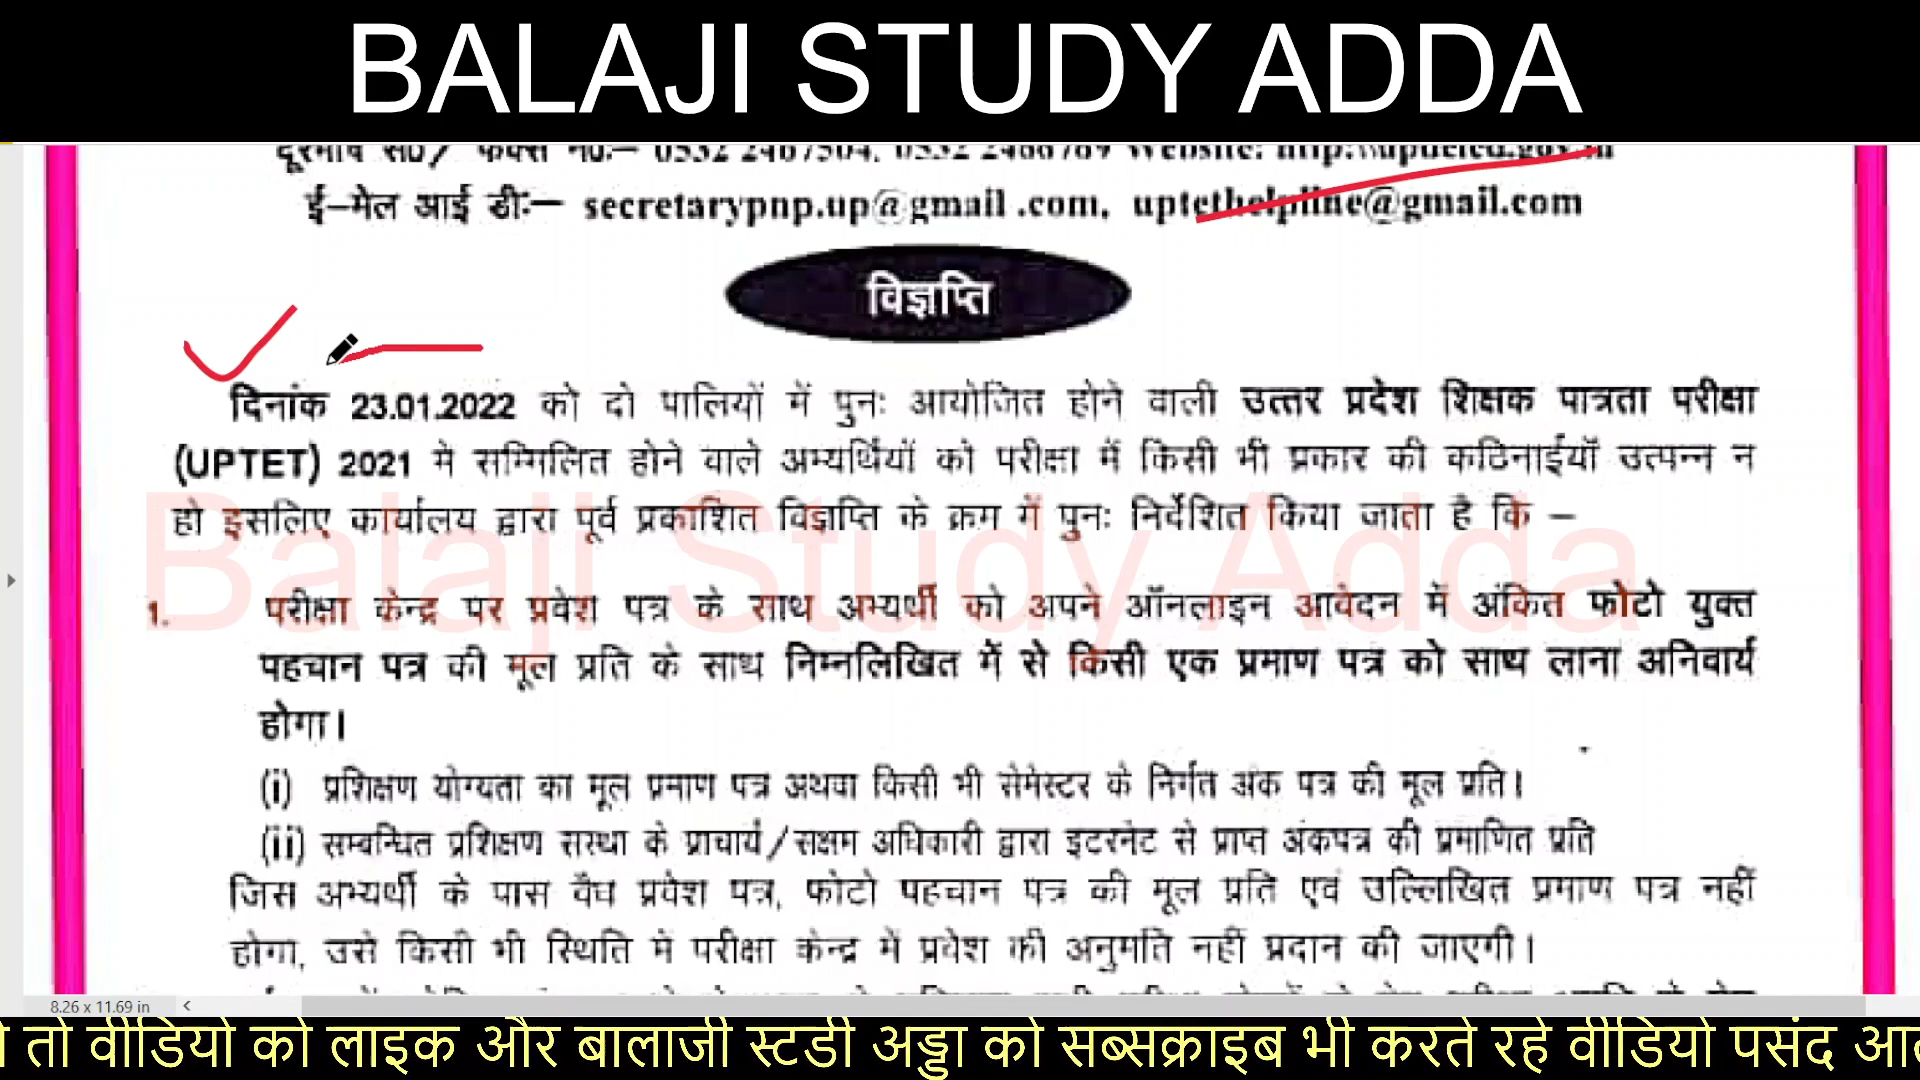 BALAJI STUDY ADDA
ई–मेल आई डीः— secretarypnp.up@gmail .com, uptethelpline@gmail.com
विज्ञप्ति
दिनांक 23.01.2022 को दो पालियों में पुनः आयोजित होने वाली उत्तर प्रदेश शिक्षक पात्रता परीक्षा
(UPTET) 2021 मे सम्मिलित होने वाले अभ्यर्थियों को परीक्षा में किसी भी प्रकार की कठिनाईयॉ उत्पन्न न
हो इसलिए कार्यालय द्वारा पूर्व प्रकाशित विज्ञप्ति के क्रम में पुनः निर्देशित किया जाता है कि –
Balaji Study Adda
1. परीक्षा केन्द्र पर प्रवेश पत्र के साथ अभ्यर्थी को अपने ऑनलाइन आवेदन में अंकित फोटो युक्त
पहचान पत्र की मूल प्रति के साथ निम्नलिखित में से किसी एक प्रमाण पत्र को साथ लाना अनिवार्य
होगा।
(i) प्रशिक्षण योग्यता का मूल प्रमाण पत्र अथवा किसी भी सेमेस्टर के निर्गत अंक पत्र की मूल प्रति।
(ii) सम्बन्धित प्रशिक्षण संस्था के प्राचार्य/सक्षम अधिकारी द्वारा इटरनेट से प्राप्त अंकपत्र की प्रमाणित प्रति
जिस अभ्यर्थी के पास वैध प्रवेश पत्र, फोटो पहचान पत्र की मूल प्रति एवं उल्लिखित प्रमाण पत्र नहीं
होगा, उसे किसी भी स्थिति में परीक्षा केन्द्र में प्रवेश की अनुमति नहीं प्रदान की जाएगी।
8.26 x 11.69 in
तो वीडियो को लाइक और बालाजी स्टडी अड्डा को सब्सक्राइब भी करते रहे वीडियो पसंद